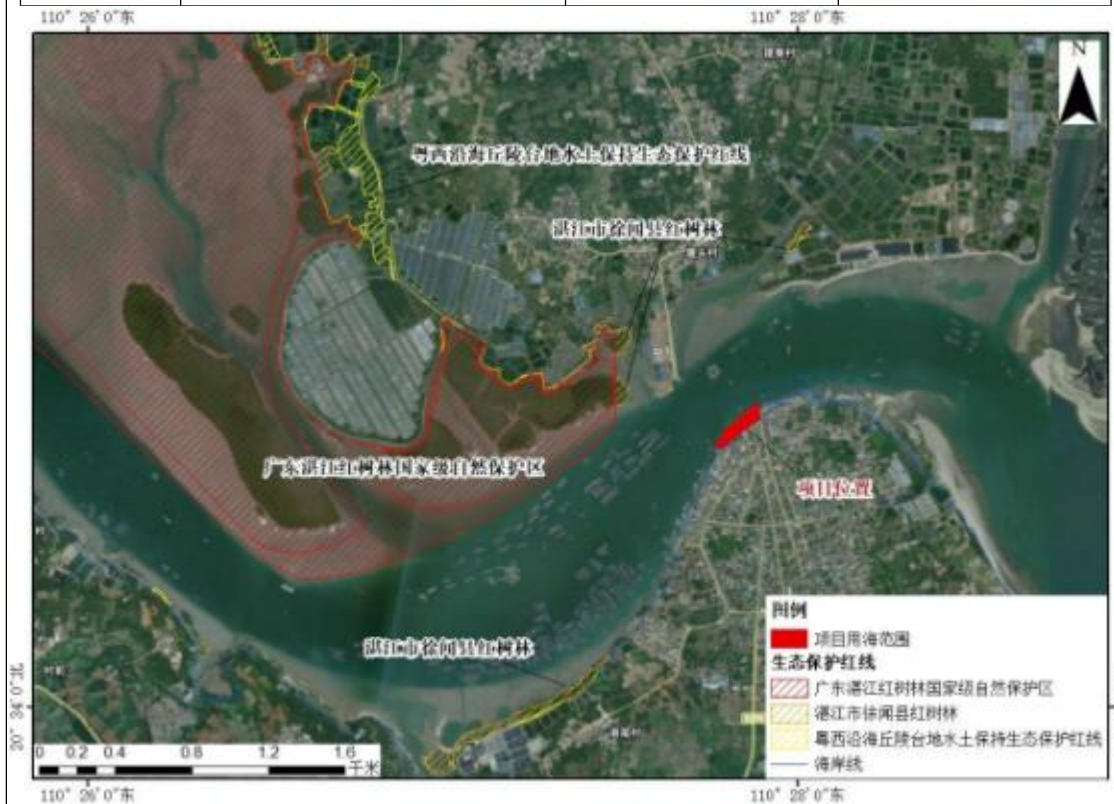 110° 26′0″东
110° 28′0″东
N
粤西沿海丘陵台地水土保持生态保护红线
湛江市徐闻县红树林
广东湛江红树林国家级自然保护区
项目位置
湛江市徐闻县红树林
图例
项目用海范围
生态保护红线
广东湛江红树林国家级自然保护区
湛江市徐闻县红树林
粤西沿海丘陵台地水土保持生态保护红线
海岸线
20° 34′0″北
0 0.2 0.4 0.8 1.2 1.6
千米
110° 26′0″东
110° 28′0″东